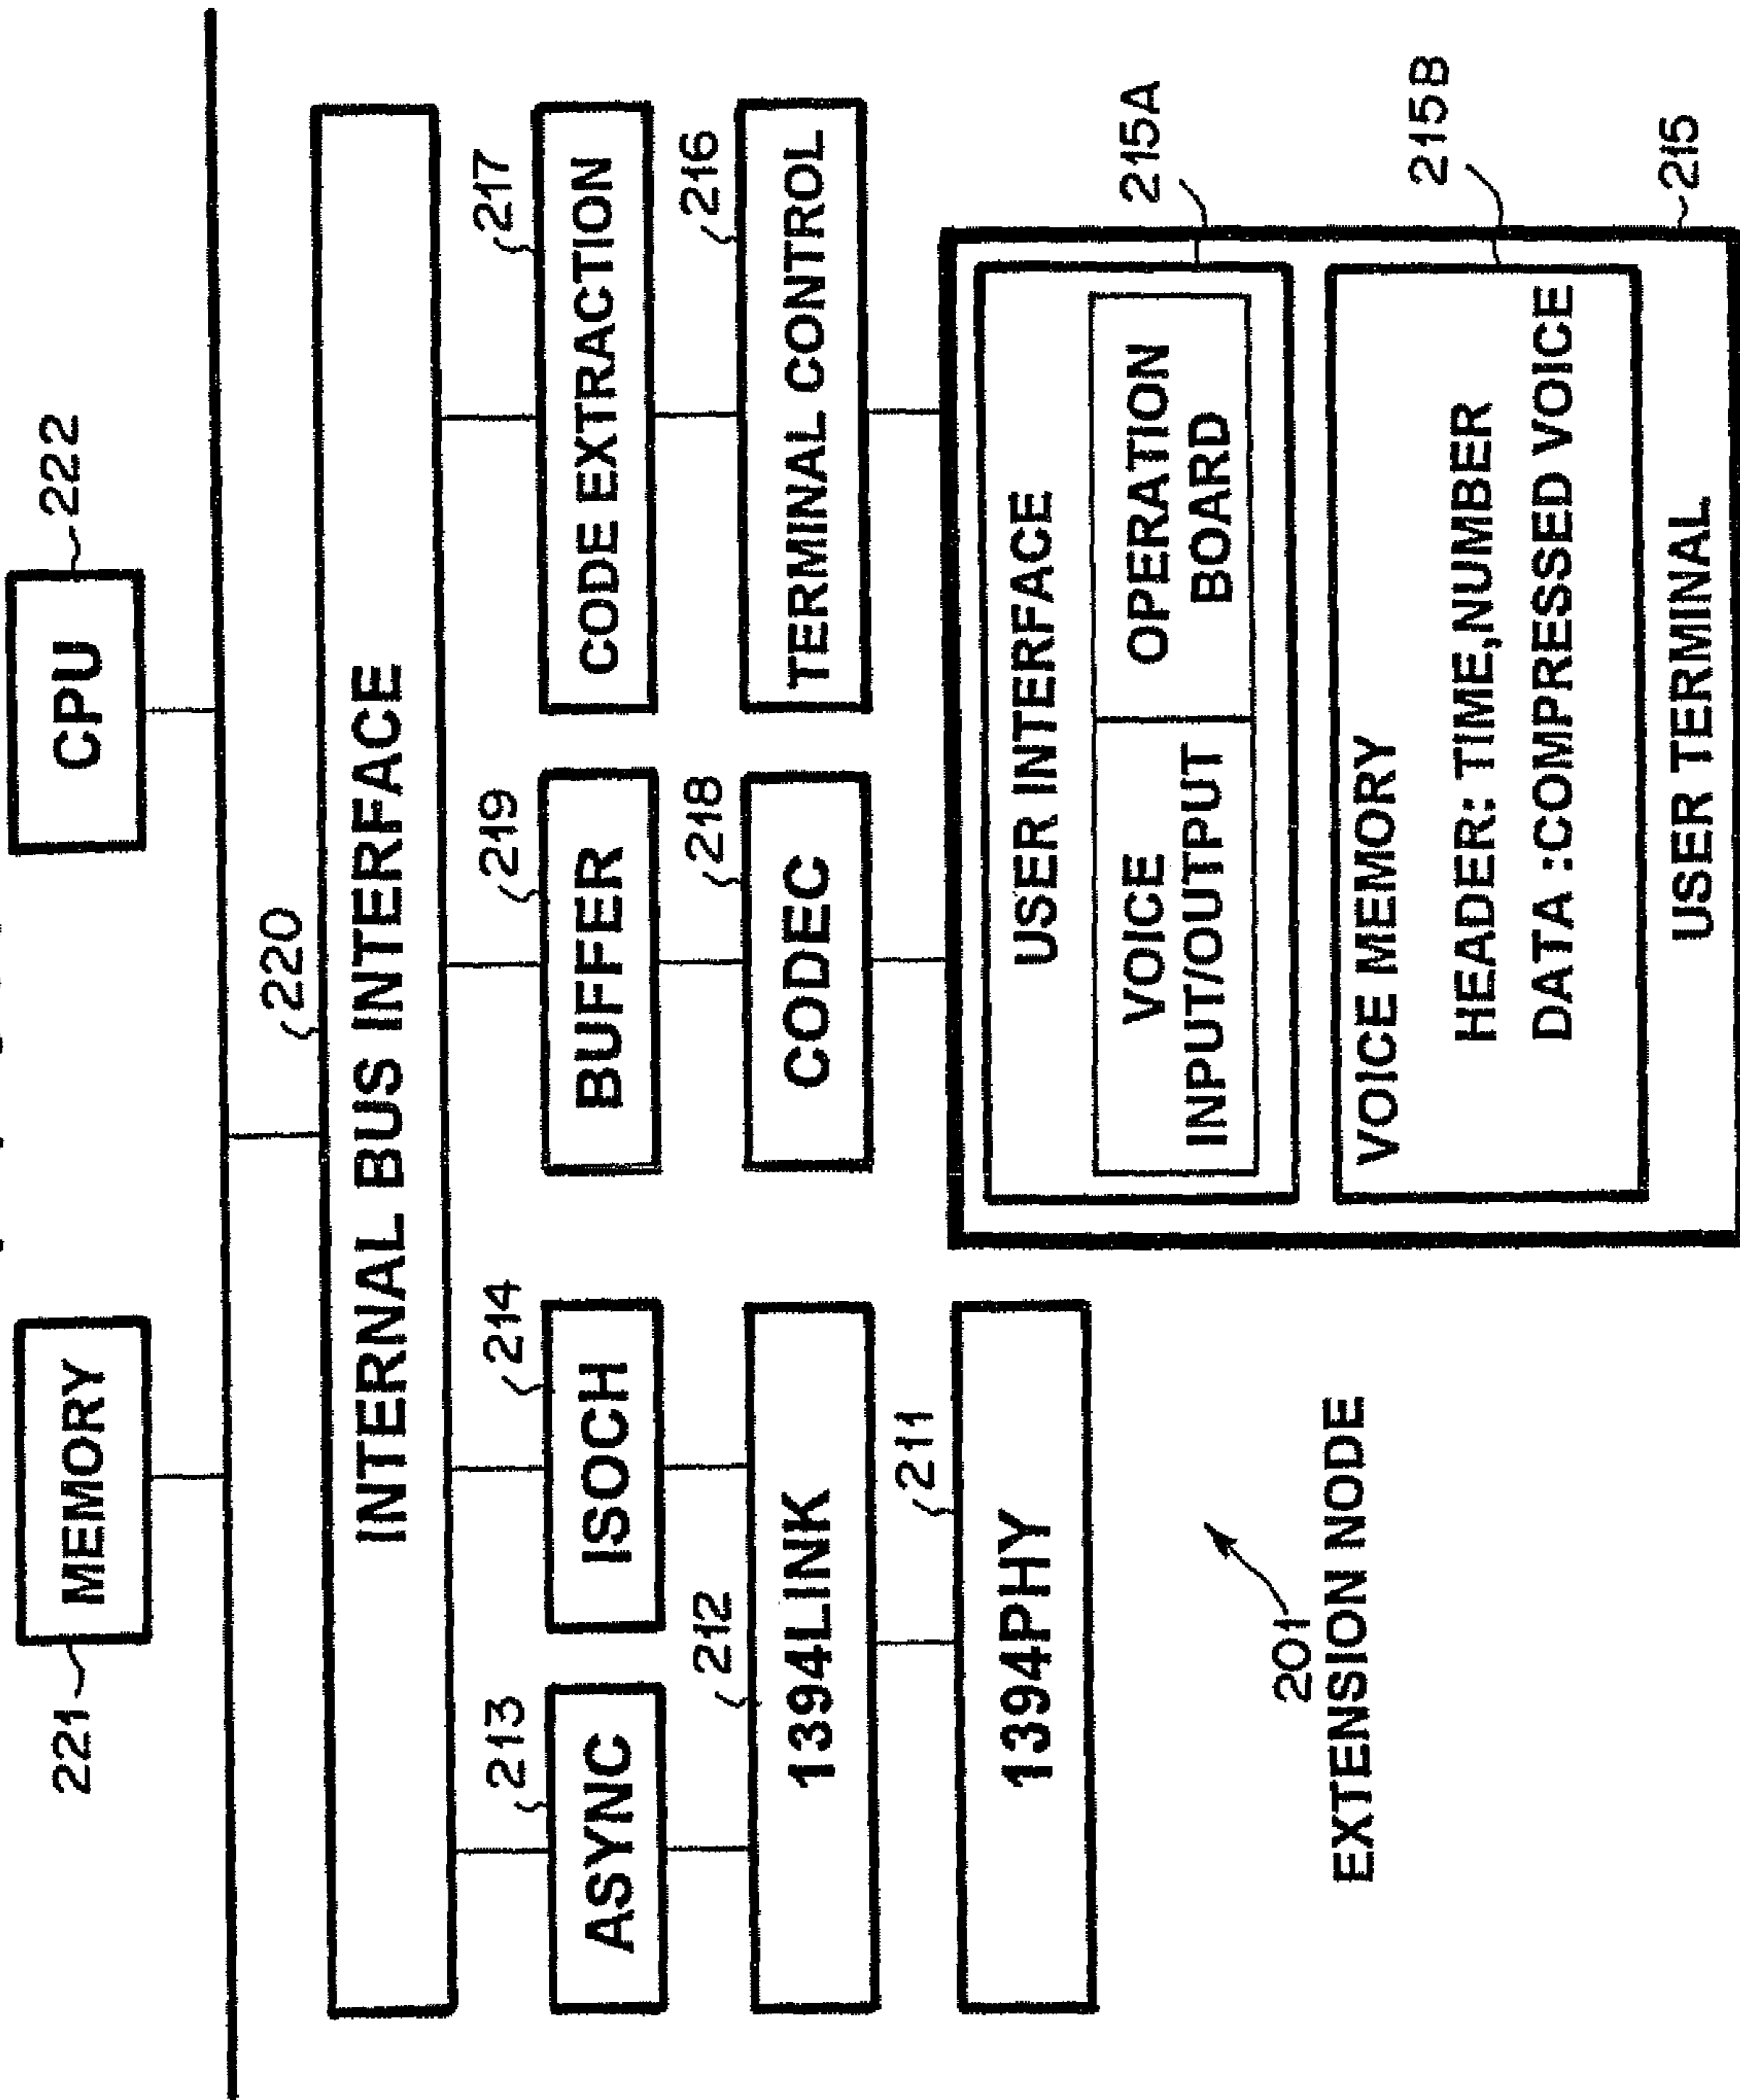 221
MEMORY
CPU
222
220
INTERNAL BUS INTERFACE
213
ASYNC
214
ISOCH
219
BUFFER
217
CODE EXTRACTION
212
1394LINK
218
CODEC
216
TERMINAL CONTROL
211
1394PHY
USER INTERFACE
VOICE
INPUT/OUTPUT
OPERATION
BOARD
215A
VOICE MEMORY
HEADER: TIME,NUMBER
DATA :COMPRESSED VOICE
215B
USER TERMINAL
215
201
EXTENSION NODE